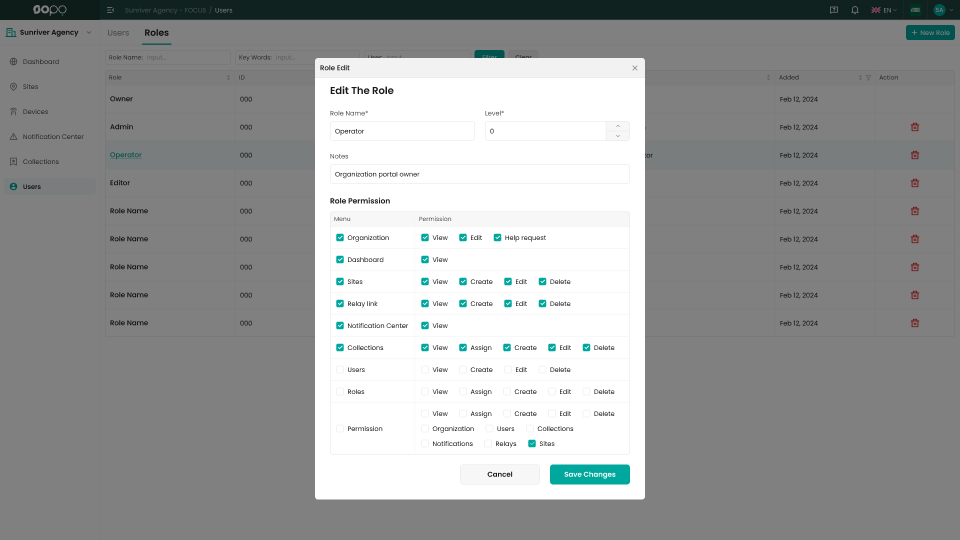 oopo
Sunriver Agency - FOCUS / Users
EN
SA
Sunriver Agency
Users
Roles
+ New Role
Role Name: Input...
Key Words: Input...
Dashboard
Sites
Devices
Notification Center
Collections
Users
Role
ID
Added
Action
Owner
000
Feb 12, 2024
Admin
000
Feb 12, 2024
Operator
000
Feb 12, 2024
Editor
000
Feb 12, 2024
Role Name
000
Feb 12, 2024
Role Name
000
Feb 12, 2024
Role Name
000
Feb 12, 2024
Role Name
000
Feb 12, 2024
Role Name
000
Feb 12, 2024
Role Edit
Edit The Role
Role Name*
Level*
Operator
0
Notes
Organization portal owner
Role Permission
Menu
Permission
Organization
View Edit Help request
Dashboard
View
Sites
View Create Edit Delete
Relay link
View Create Edit Delete
Notification Center
View
Collections
View Assign Create Edit Delete
Users
View Create Edit Delete
Roles
View Assign Create Edit Delete
Permission
View Assign Create Edit Delete
Organization Users Collections
Notifications Relays Sites
Cancel
Save Changes